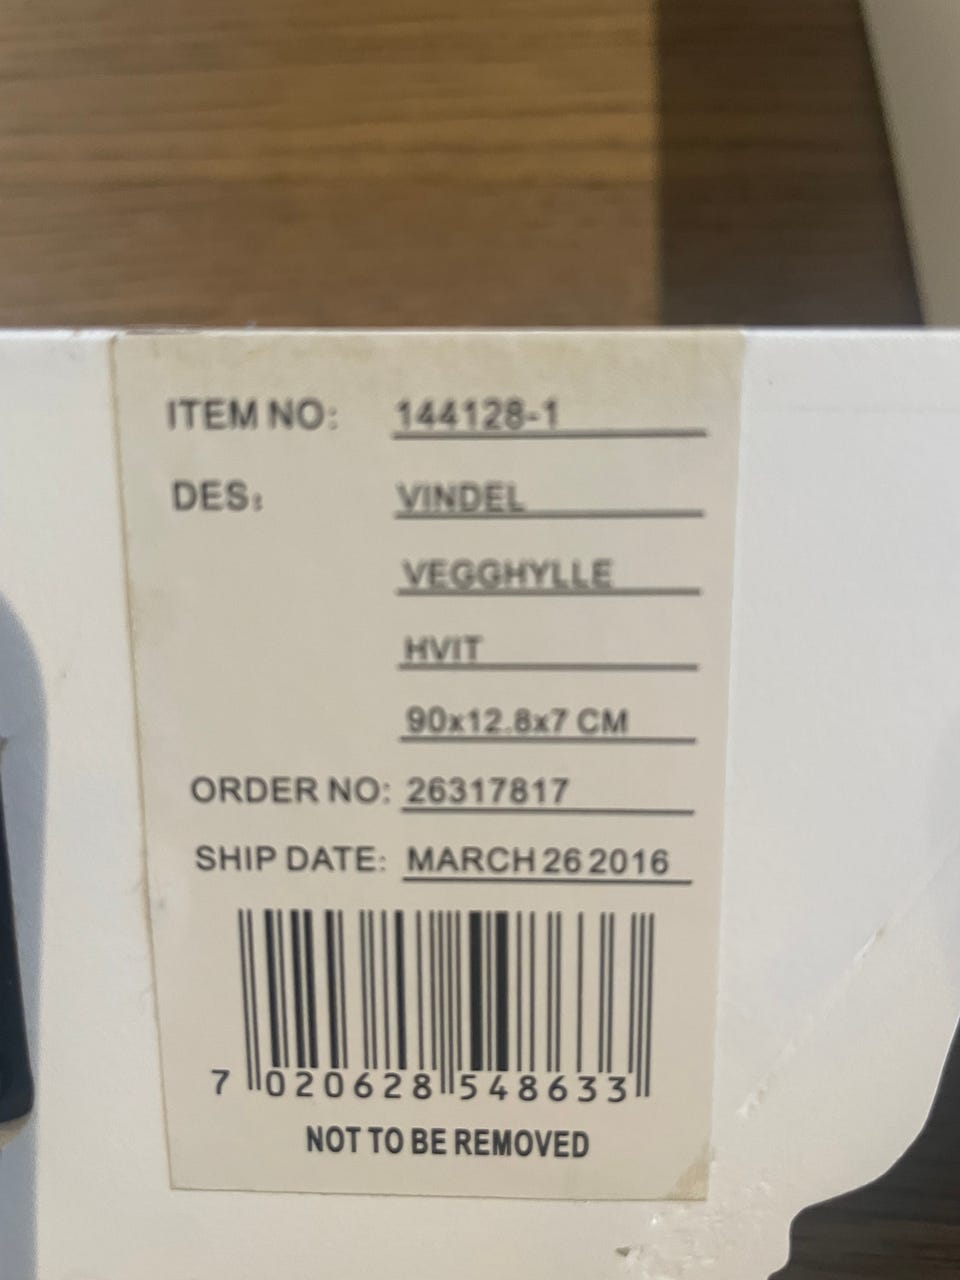 ITEM NO: 144128-1
DES: VINDEL
VEGGHYLLE
HVIT
90x12.8x7 CM
ORDER NO: 26317817
SHIP DATE: MARCH 26 2016
7 020628 548633
NOT TO BE REMOVED